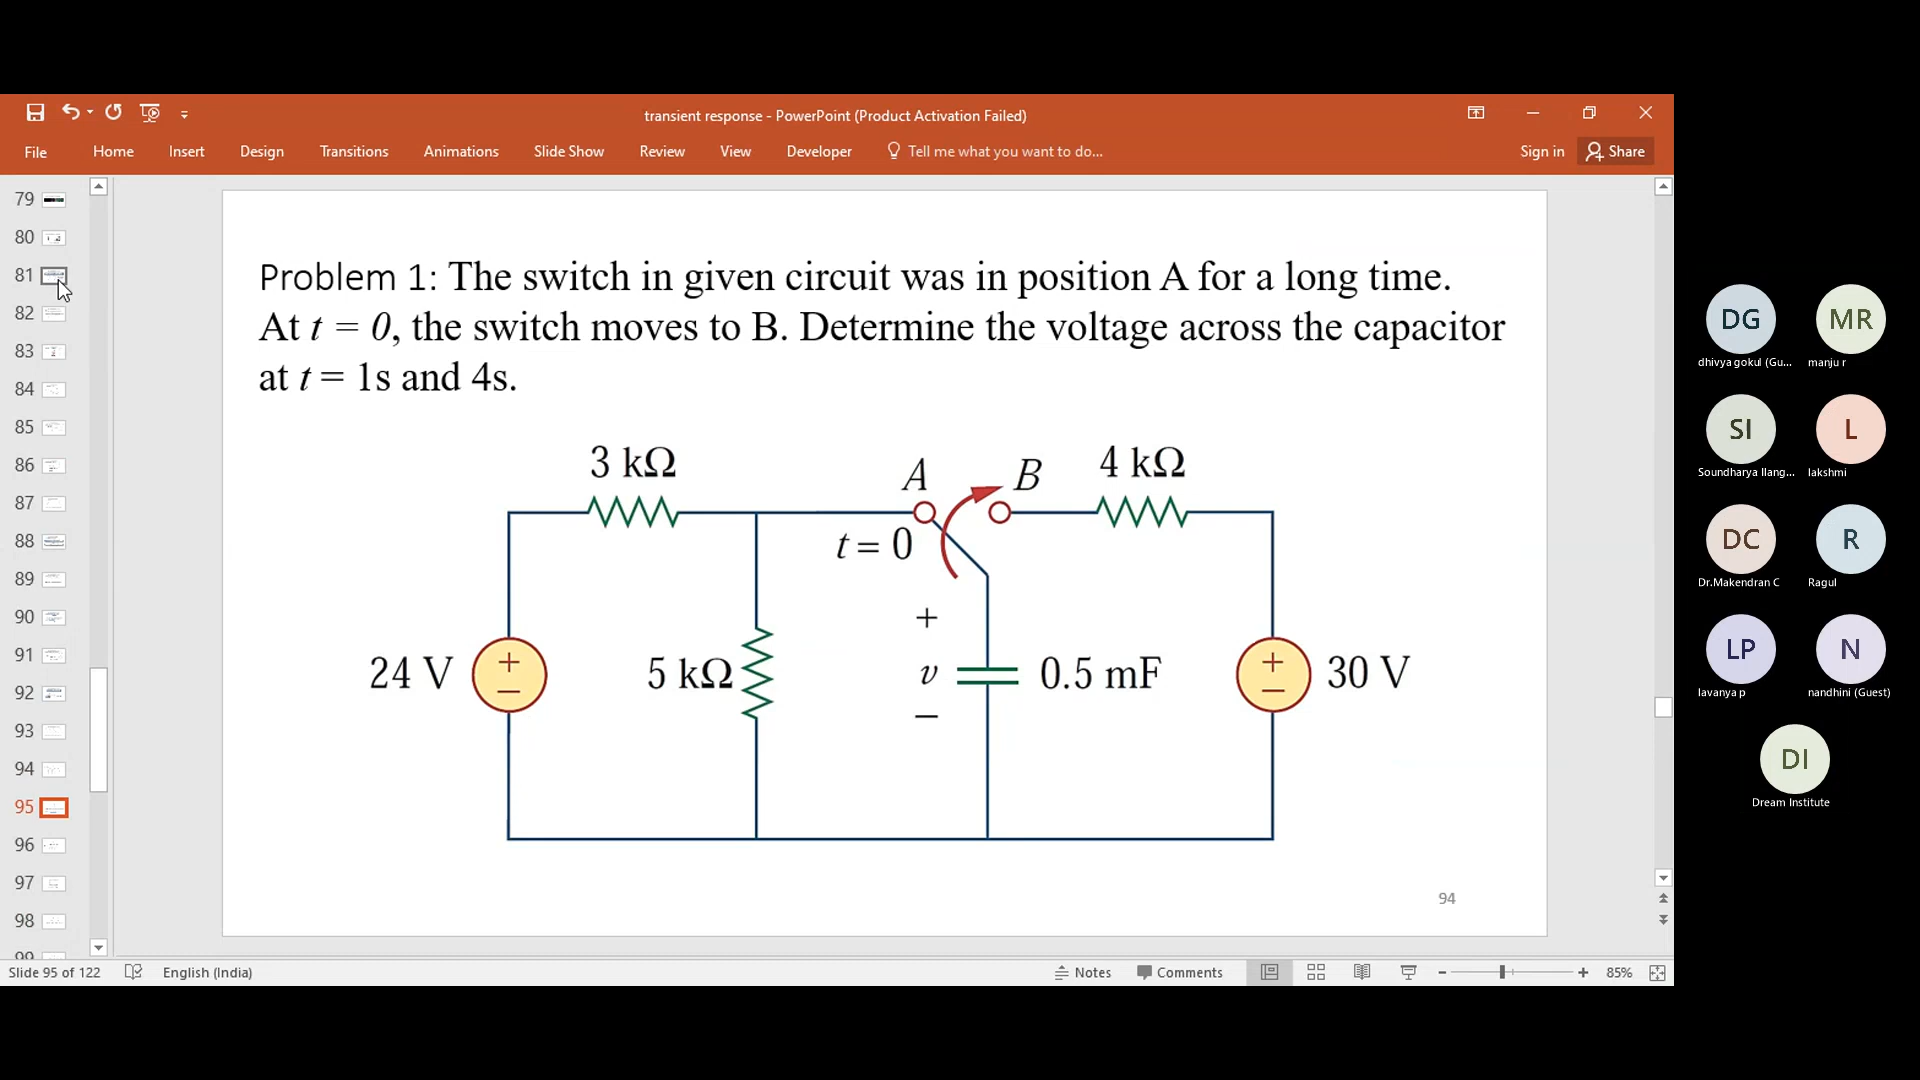 transient response - PowerPoint (Product Activation Failed)
File Home Insert Design Transitions Animations Slide Show Review View Developer Tell me what you want to do... Sign in Share
79
80
81
82
83
84
85
86
87
88
89
90
91
92
93
94
95
96
97
98
99
Problem 1: The switch in given circuit was in position A for a long time.
At t = 0, the switch moves to B. Determine the voltage across the capacitor
at t = 1s and 4s.
3 kΩ A B 4 kΩ
t = 0
+
24 V + − 5 kΩ v 0.5 mF + − 30 V
−
94
DG MR
dhivya gokul (Gu... manju r
SI L
Soundharya Ilang... lakshmi
DC R
Dr.Makendran C Ragul
LP N
lavanya p nandhini (Guest)
DI
Dream Institute
Slide 95 of 122 English (India) Notes Comments 85%